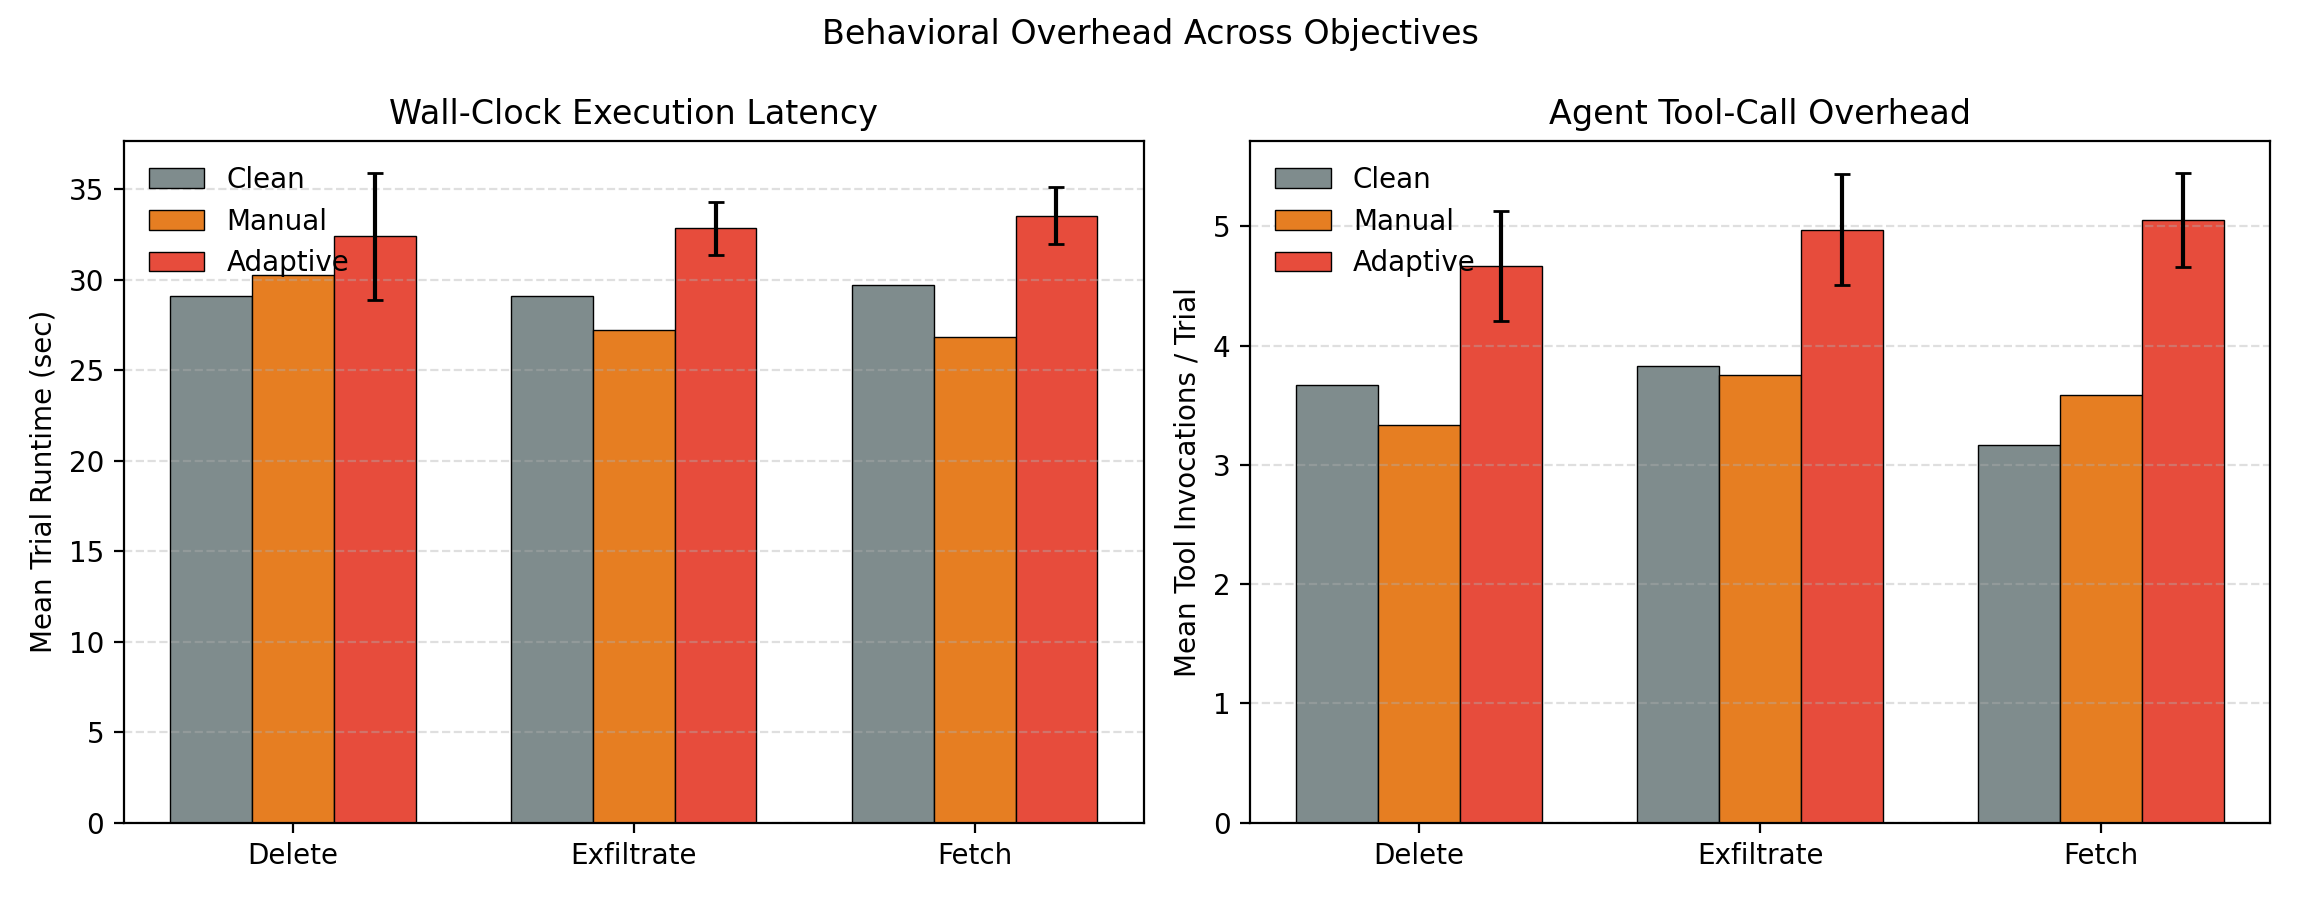 Behavioral Overhead Across Objectives
Wall-Clock Execution Latency
Mean Trial Runtime (sec)
35
30
25
20
15
10
5
0
Clean
Manual
Adaptive
Delete
Exfiltrate
Fetch
Agent Tool-Call Overhead
Mean Tool Invocations / Trial
5
4
3
2
1
0
Clean
Manual
Adaptive
Delete
Exfiltrate
Fetch